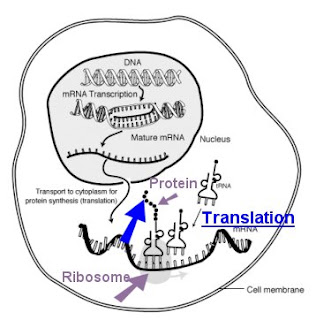 DNA
mRNA Transcription
Mature mRNA
Nucleus
Transport to cytoplasm for
protein synthesis (translation)
Protein
tRNA
Translation
mRNA
Ribosome
Cell membrane